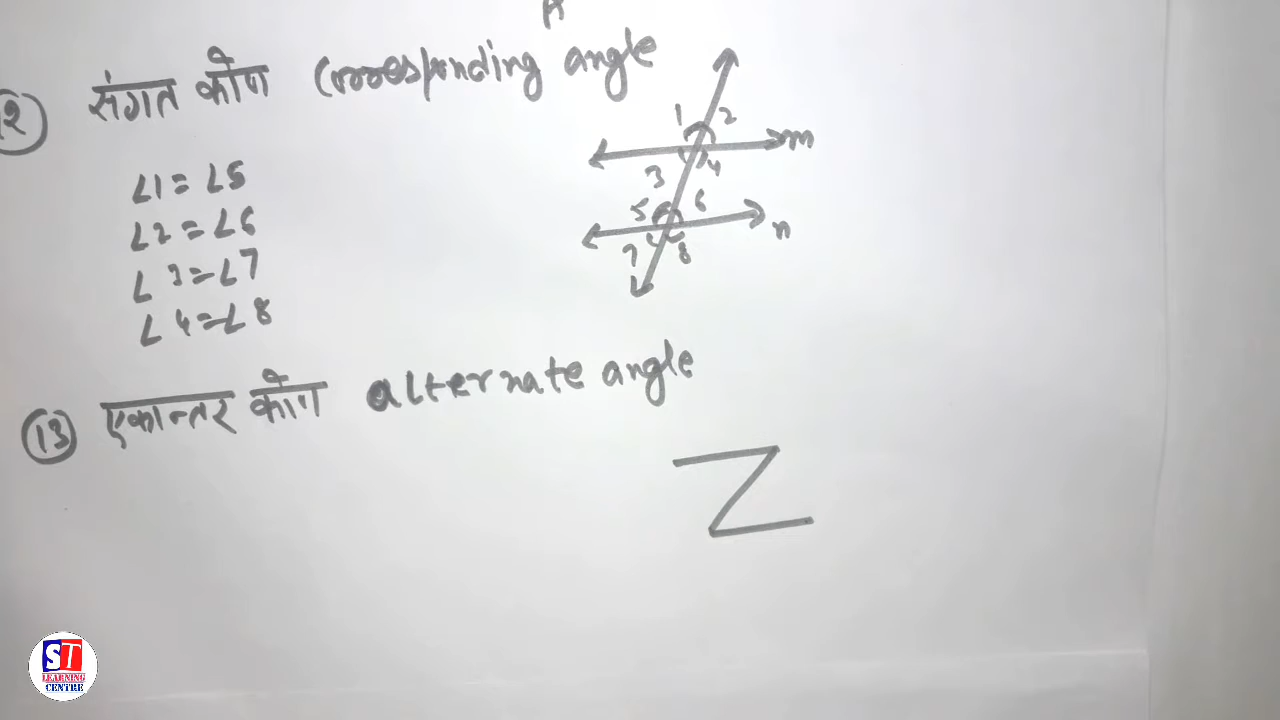 12 संगत कोण Corresponding angle
∠1 = ∠5
∠2 = ∠6
∠3 = ∠7
∠4 = ∠8
1 2
m
3 4
5 6
n
7 8
13 एकान्तर कोण alternate angle
ST
LEARNING
CENTRE